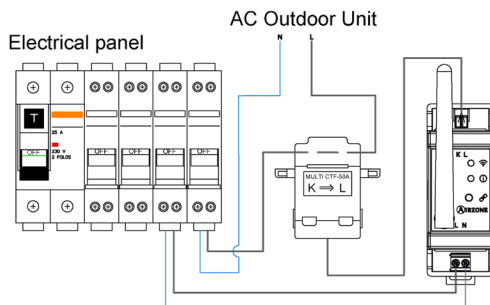 AC Outdoor Unit
N L
Electrical panel
T
25 A
230 V
2 POLOS
OFF OFF OFF OFF OFF
MULTI CTF-50A
K ⇒ L
K L
AIRZONE
L N